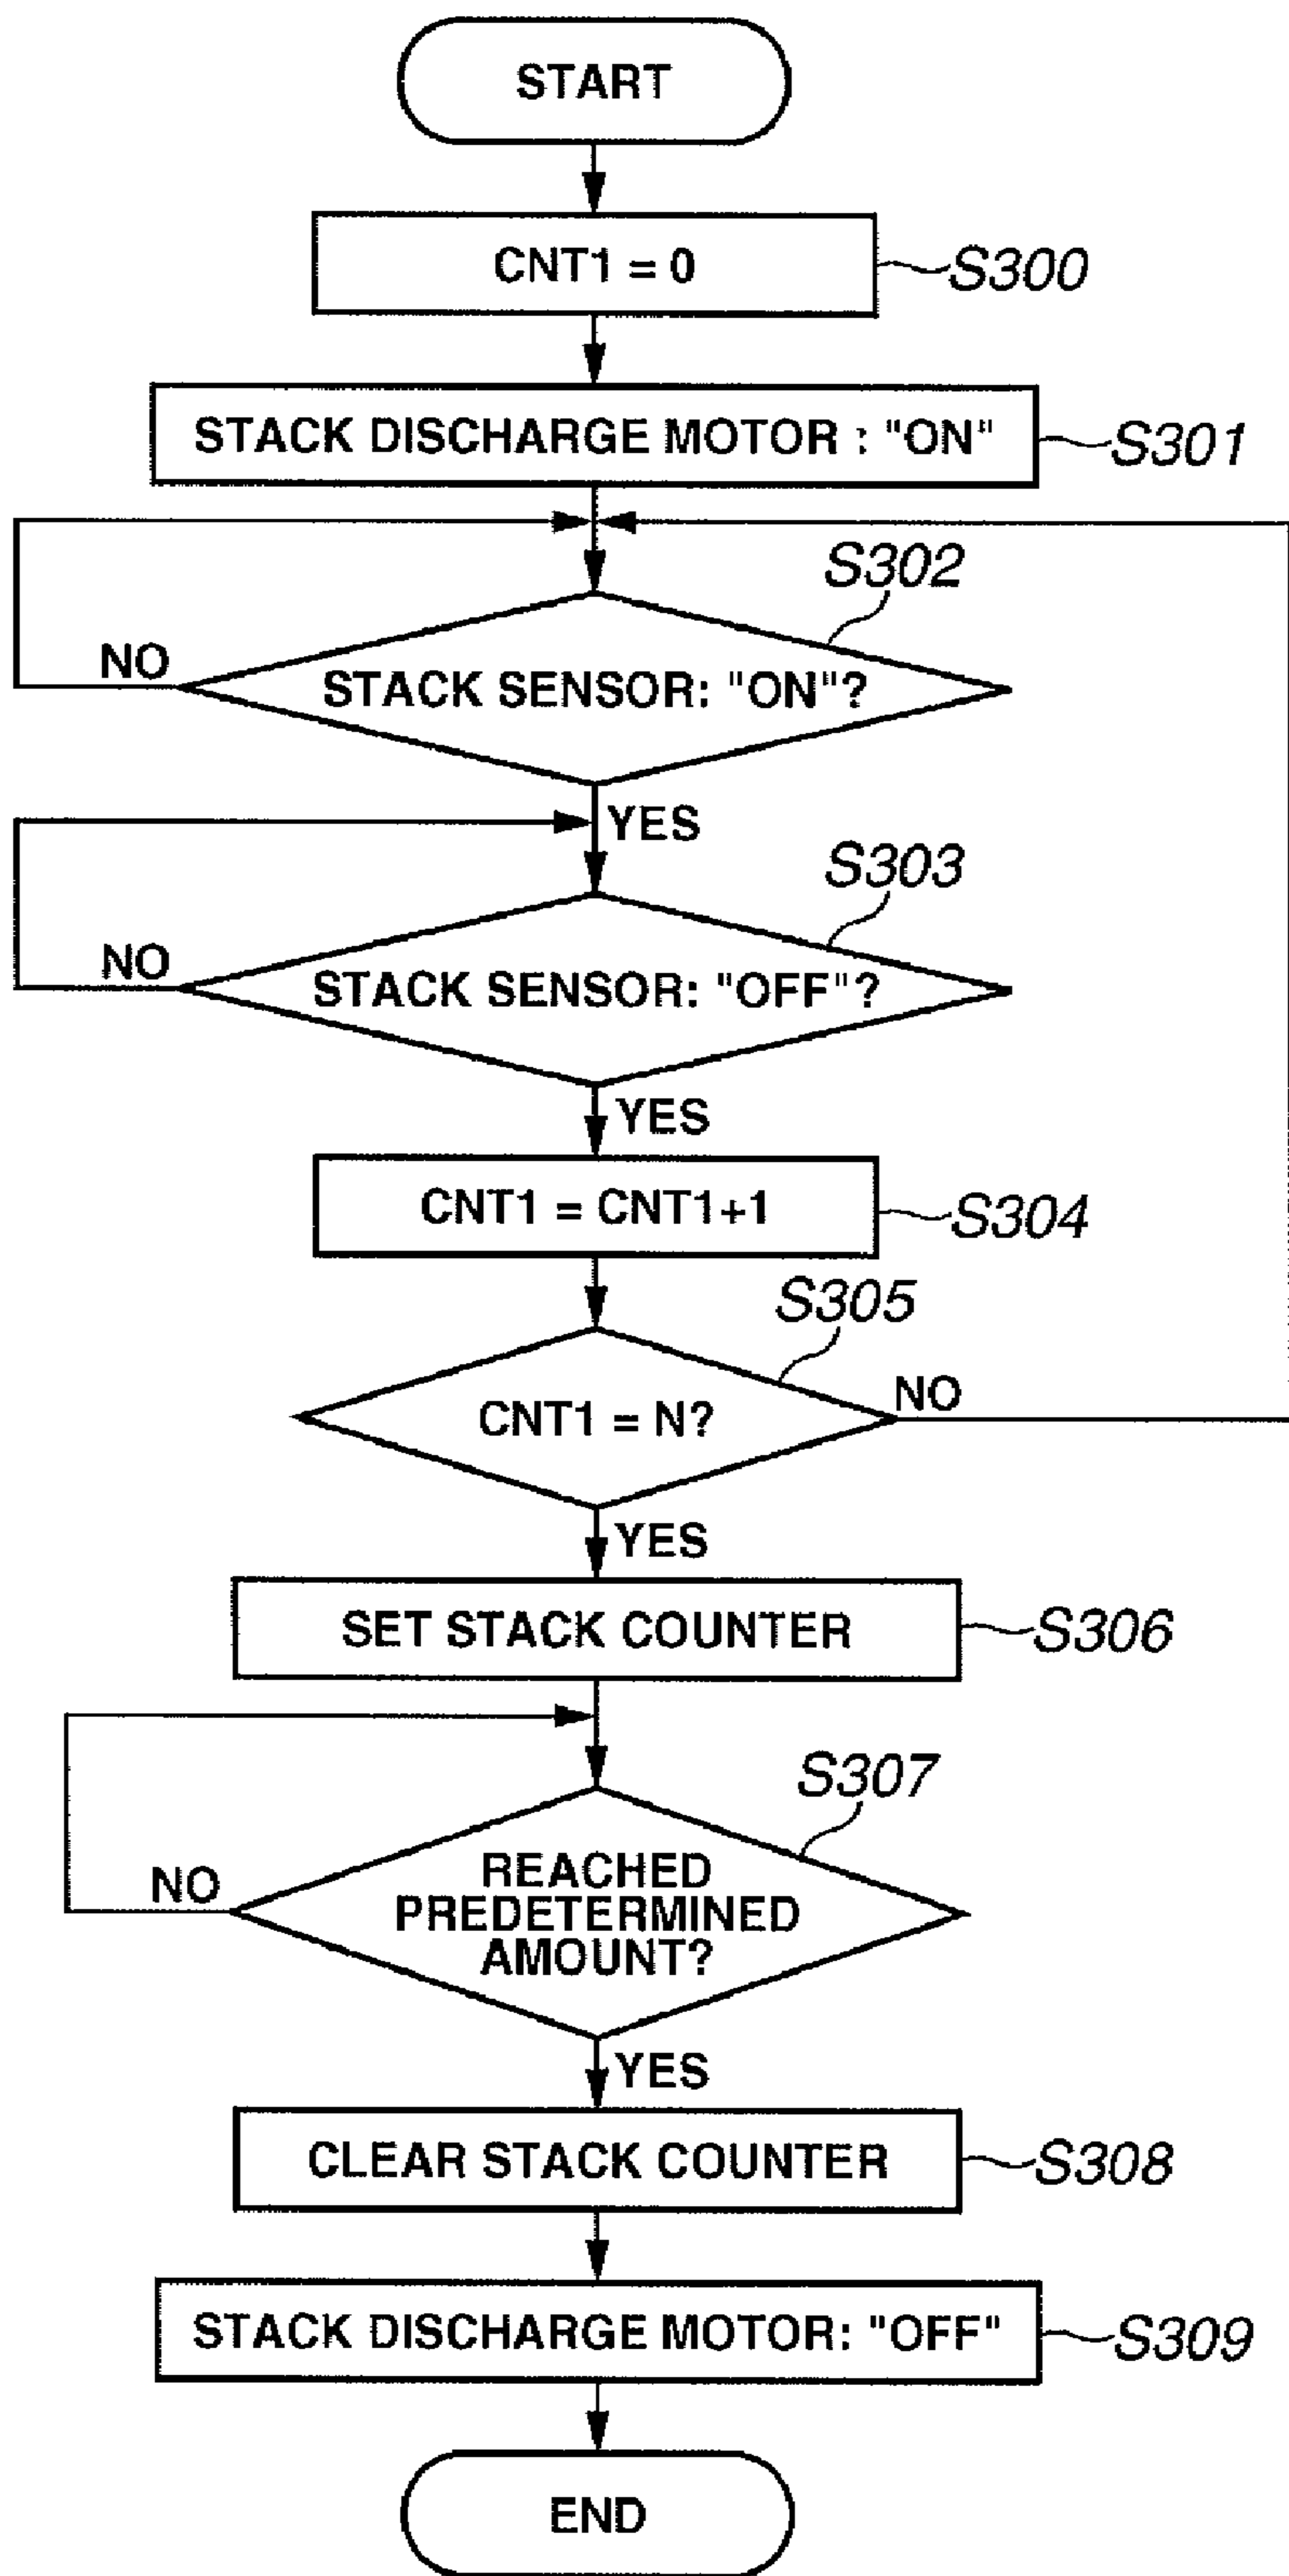 START
CNT1 = 0
S300
STACK DISCHARGE MOTOR : "ON"
S301
S302
NO
STACK SENSOR: "ON"?
YES
S303
NO
STACK SENSOR: "OFF"?
YES
CNT1 = CNT1+1
S304
S305
NO
CNT1 = N?
YES
SET STACK COUNTER
S306
S307
NO
REACHED
PREDETERMINED
AMOUNT?
YES
CLEAR STACK COUNTER
S308
STACK DISCHARGE MOTOR: "OFF"
S309
END